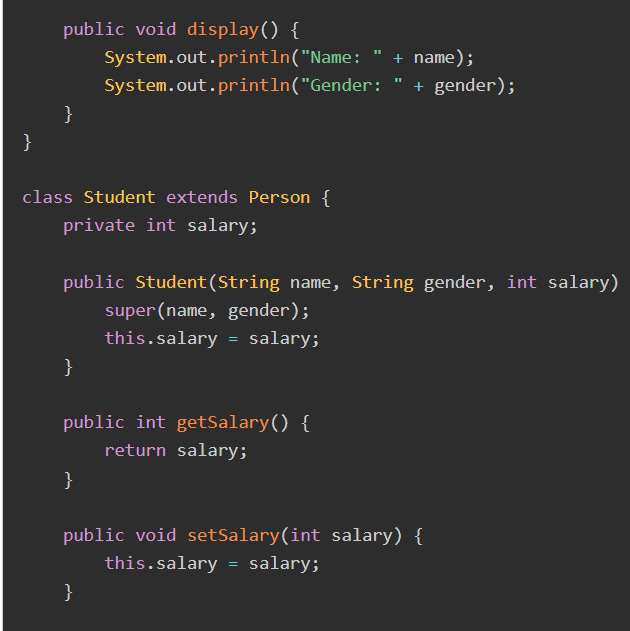 public void display() {
System.out.println("Name: " + name);
System.out.println("Gender: " + gender);
}
}
class Student extends Person {
private int salary;
public Student(String name, String gender, int salary)
super(name, gender);
this.salary = salary;
}
public int getSalary() {
return salary;
}
public void setSalary(int salary) {
this.salary = salary;
}